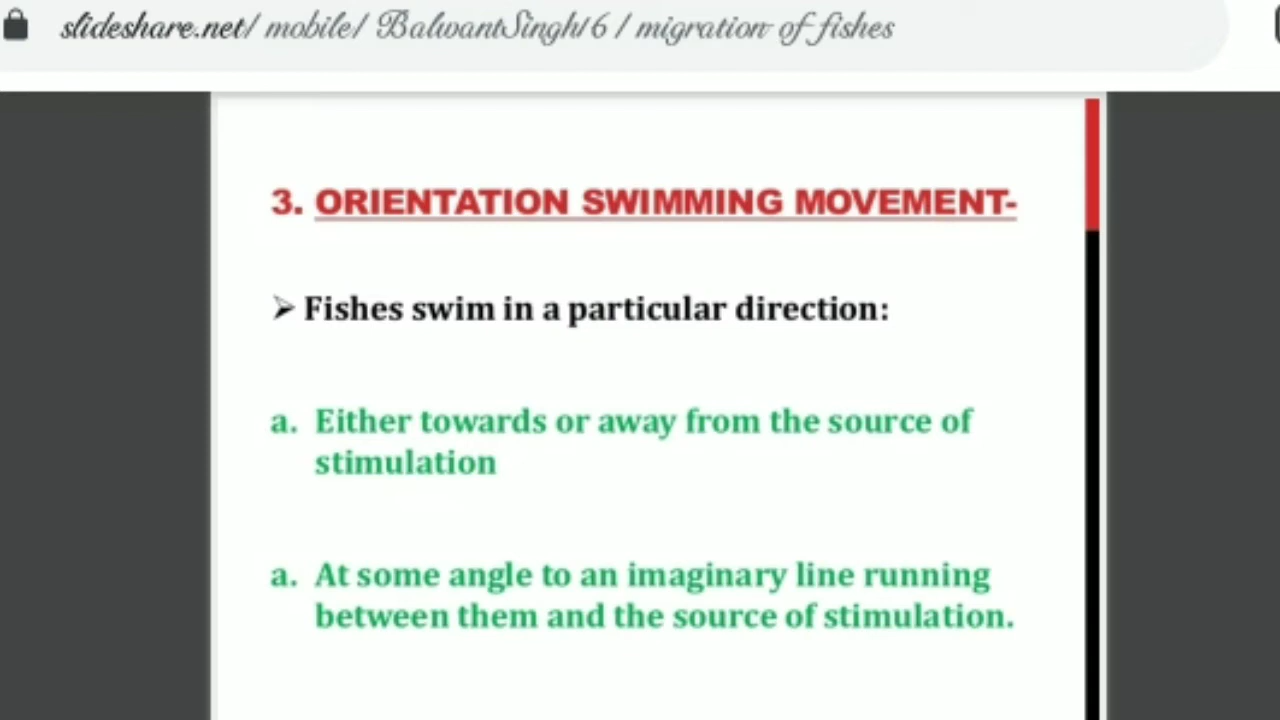 slideshare.net/ mobile/ BalwantSingh16 / migration of fishes
3. ORIENTATION SWIMMING MOVEMENT-
➢ Fishes swim in a particular direction:
a. Either towards or away from the source of
stimulation
a. At some angle to an imaginary line running
between them and the source of stimulation.